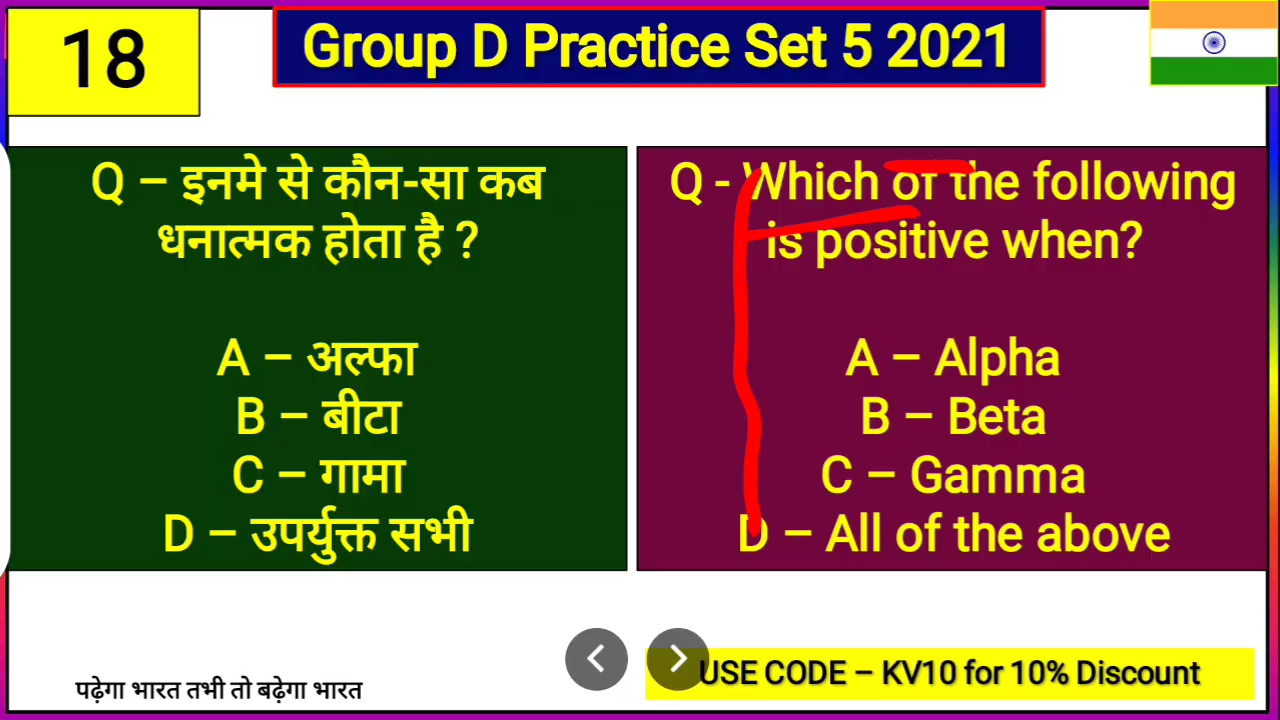 18
Group D Practice Set 5 2021
Q – इनमे से कौन-सा कब
धनात्मक होता है ?
A – अल्फा
B – बीटा
C – गामा
D – उपर्युक्त सभी
Q - Which of the following
is positive when?
A – Alpha
B – Beta
C – Gamma
D – All of the above
पढ़ेगा भारत तभी तो बढ़ेगा भारत
USE CODE – KV10 for 10% Discount